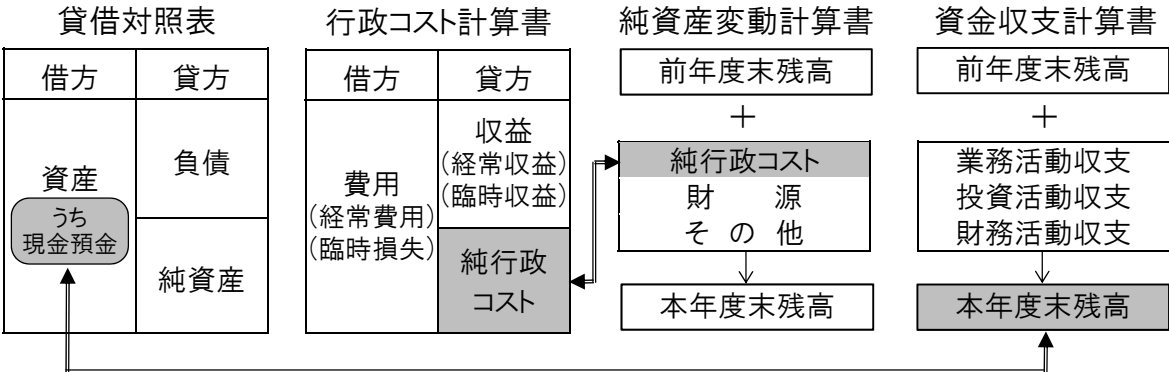 貸借対照表
借方 貸方
資産
うち
現金預金
負債
純資産
行政コスト計算書
借方 貸方
費用
(経常費用)
(臨時損失)
収益
(経常収益)
(臨時収益)
純行政
コスト
純資産変動計算書
前年度末残高
+
純行政コスト
財 源
そ の 他
本年度末残高
資金収支計算書
前年度末残高
+
業務活動収支
投資活動収支
財務活動収支
本年度末残高